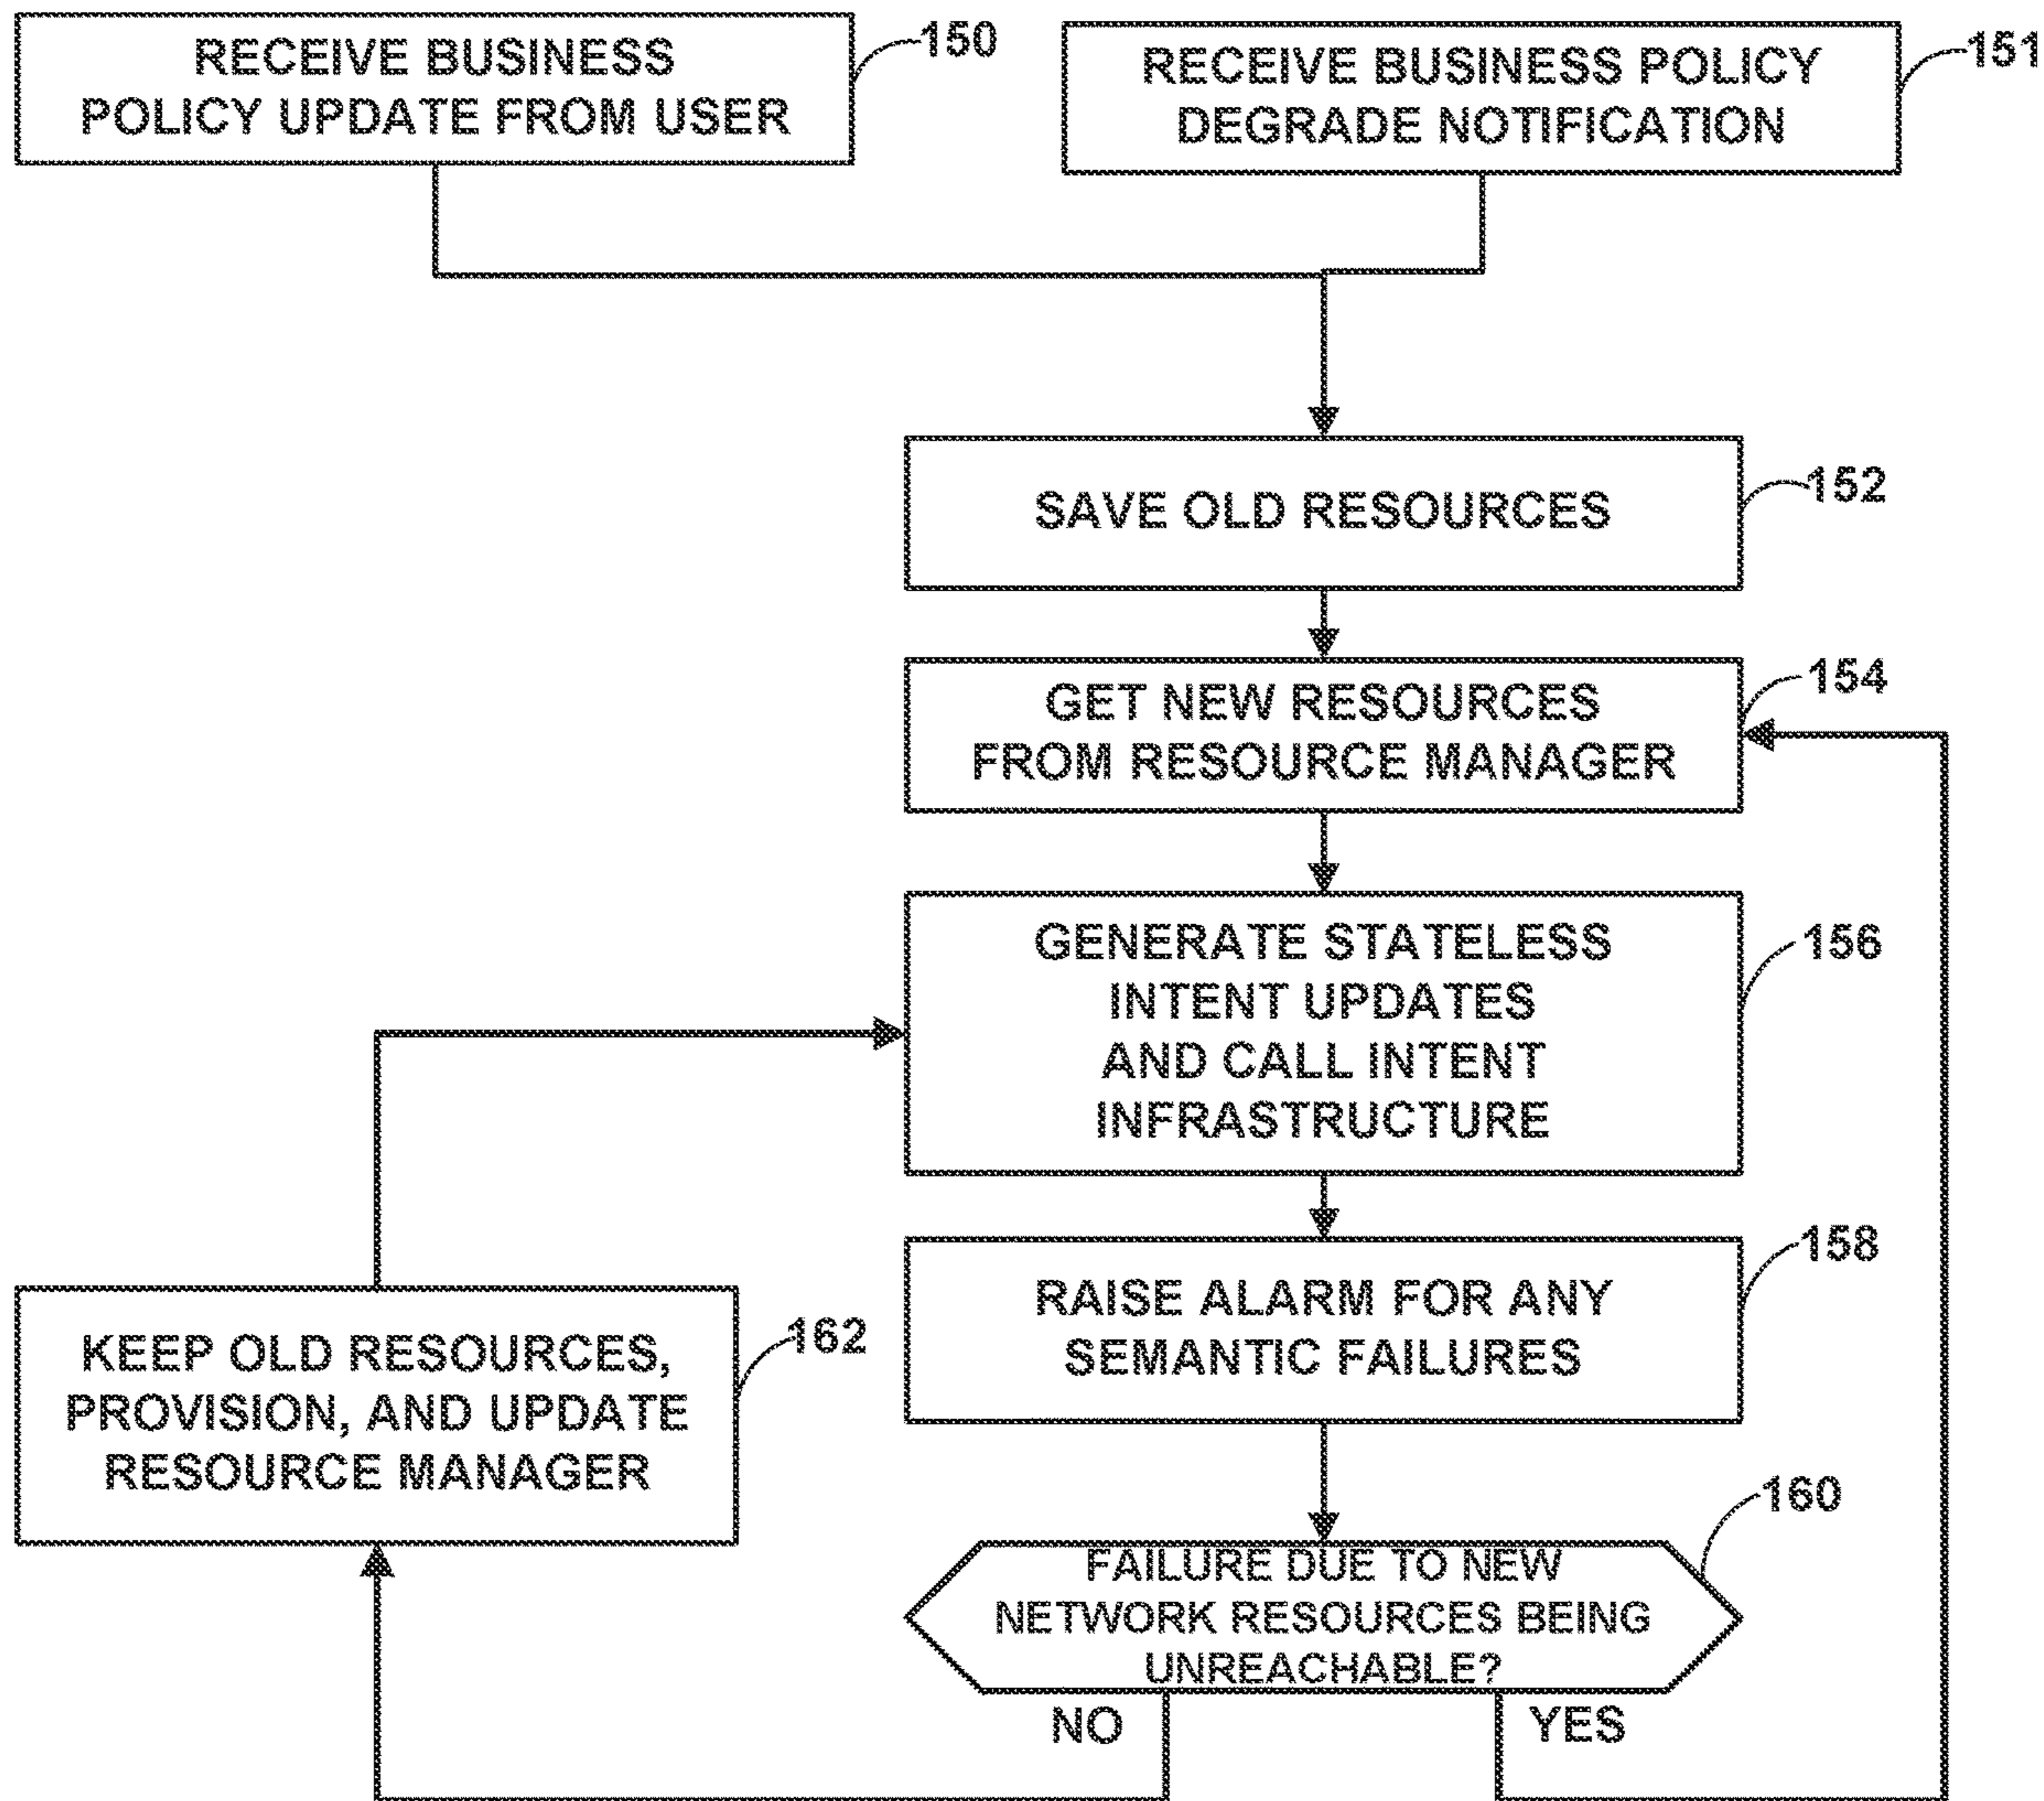 RECEIVE BUSINESS
POLICY UPDATE FROM USER
150
RECEIVE BUSINESS POLICY
DEGRADE NOTIFICATION
151
SAVE OLD RESOURCES
152
GET NEW RESOURCES
FROM RESOURCE MANAGER
154
GENERATE STATELESS
INTENT UPDATES
AND CALL INTENT
INFRASTRUCTURE
156
RAISE ALARM FOR ANY
SEMANTIC FAILURES
158
KEEP OLD RESOURCES,
PROVISION, AND UPDATE
RESOURCE MANAGER
162
FAILURE DUE TO NEW
NETWORK RESOURCES BEING
UNREACHABLE?
160
NO
YES